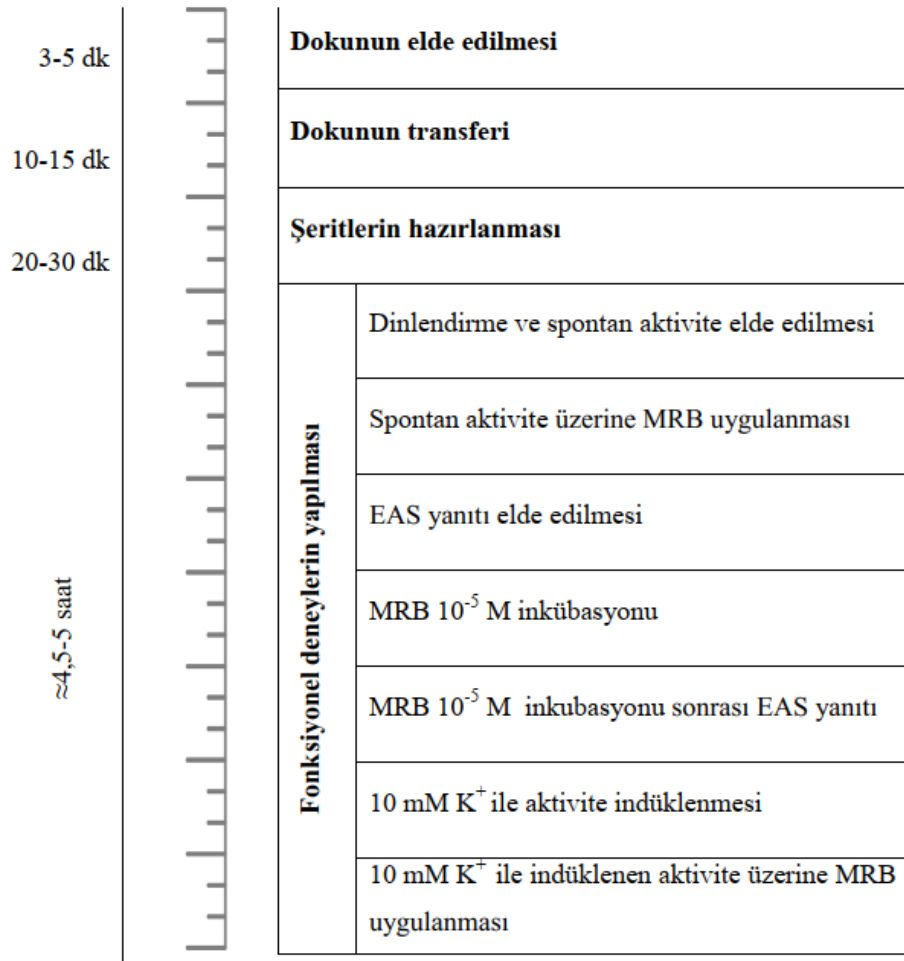 3-5 dk
Dokunun elde edilmesi
10-15 dk
Dokunun transferi
20-30 dk
Şeritlerin hazırlanması
≈4,5-5 saat
Fonksiyonel deneylerin yapılması
Dinlendirme ve spontan aktivite elde edilmesi
Spontan aktivite üzerine MRB uygulanması
EAS yanıtı elde edilmesi
MRB 10⁻⁵ M inkübasyonu
MRB 10⁻⁵ M inkubasyonu sonrası EAS yanıtı
10 mM K⁺ ile aktivite indüklenmesi
10 mM K⁺ ile indüklenen aktivite üzerine MRB
uygulanması